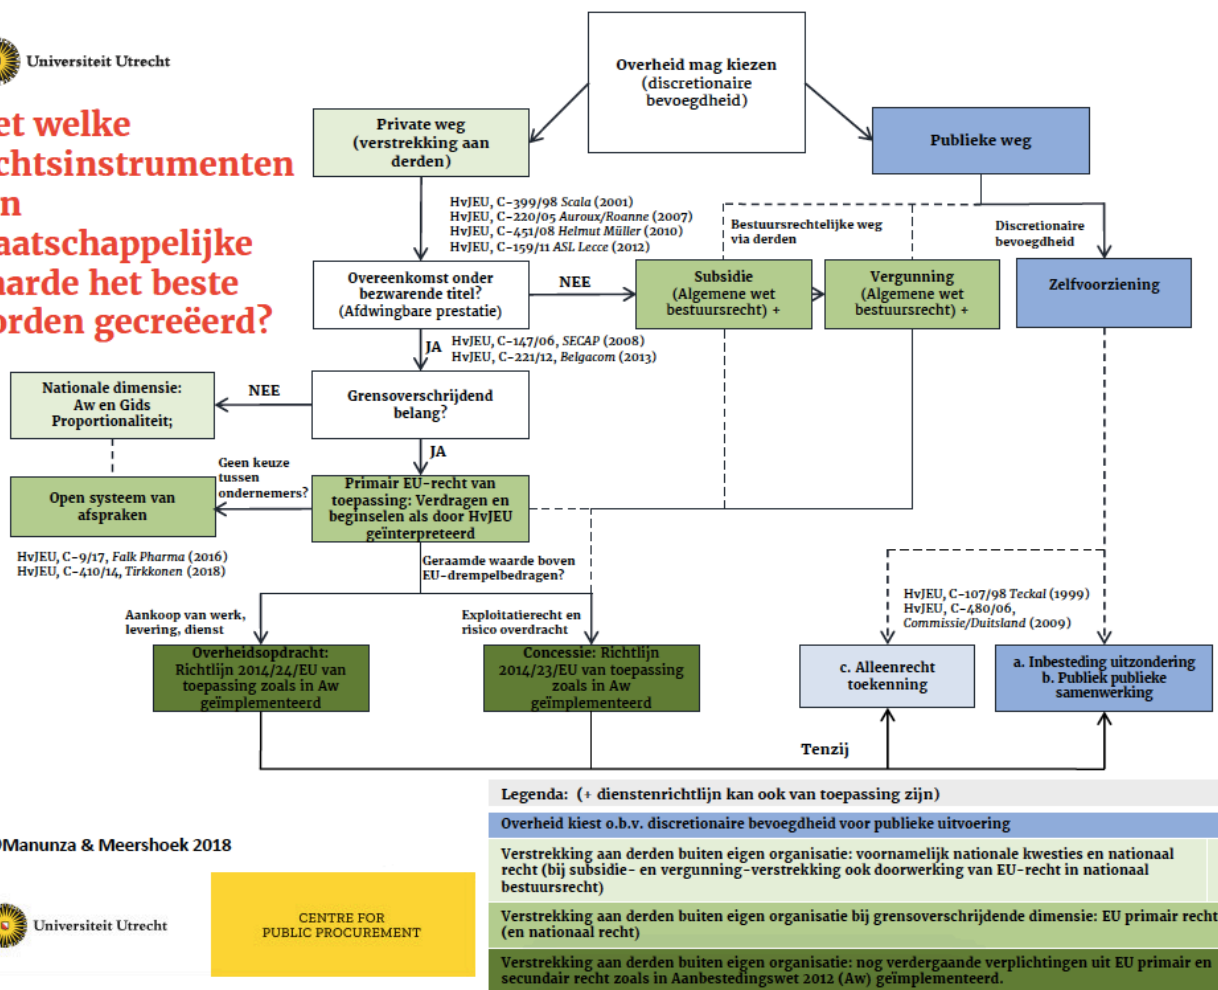 Universiteit Utrecht
et welke
chtsinstrumenten
n
aatschappelijke
arde het beste
orden gecreëerd?
Overheid mag kiezen
(discretionaire
bevoegdheid)
Private weg
(verstrekking aan
derden)
Publieke weg
HvJEU, C-399/98 Scala (2001)
HvJEU, C-220/05 Auroux/Roanne (2007)
HvJEU, C-451/08 Helmut Müller (2010)
HvJEU, C-159/11 ASL Lecce (2012)
Bestuursrechtelijke weg
via derden
Discretionaire
bevoegdheid
Overeenkomst onder
bezwarende titel?
(Afdwingbare prestatie)
NEE
Subsidie
(Algemene wet
bestuursrecht) +
Vergunning
(Algemene wet
bestuursrecht) +
Zelfvoorziening
JA
HvJEU, C-147/06, SECAP (2008)
HvJEU, C-221/12, Belgacom (2013)
Nationale dimensie:
Aw en Gids
Proportionaliteit;
NEE
Grensoverschrijdend
belang?
JA
Geen keuze
tussen
ondernemers?
Open systeem van
afspraken
Primair EU-recht van
toepassing: Verdragen en
beginselen als door HvJEU
geïnterpreteerd
HvJEU, C-9/17, Falk Pharma (2016)
HvJEU, C-410/14, Tirkkonen (2018)
Geraamde waarde boven
EU-drempelbedragen?
Aankoop van werk,
levering, dienst
Exploitatierecht en
risico overdracht
HvJEU, C-107/98 Teckal (1999)
HvJEU, C-480/06,
Commissie/Duitsland (2009)
Overheidsopdracht:
Richtlijn 2014/24/EU van
toepassing zoals in Aw
geïmplementeerd
Concessie: Richtlijn
2014/23/EU van toepassing
zoals in Aw
geïmplementeerd
c. Alleenrecht
toekenning
a. Inbesteding uitzondering
b. Publiek publieke
samenwerking
Tenzij
Legenda: (+ dienstenrichtlijn kan ook van toepassing zijn)
Overheid kiest o.b.v. discretionaire bevoegdheid voor publieke uitvoering
Verstrekking aan derden buiten eigen organisatie: voornamelijk nationale kwesties en nationaal
recht (bij subsidie- en vergunning-verstrekking ook doorwerking van EU-recht in nationaal
bestuursrecht)
Verstrekking aan derden buiten eigen organisatie bij grensoverschrijdende dimensie: EU primair recht
(en nationaal recht)
Verstrekking aan derden buiten eigen organisatie: nog verdergaande verplichtingen uit EU primair en
secundair recht zoals in Aanbestedingswet 2012 (Aw) geïmplementeerd.
Manunza & Meershoek 2018
Universiteit Utrecht
CENTRE FOR
PUBLIC PROCUREMENT